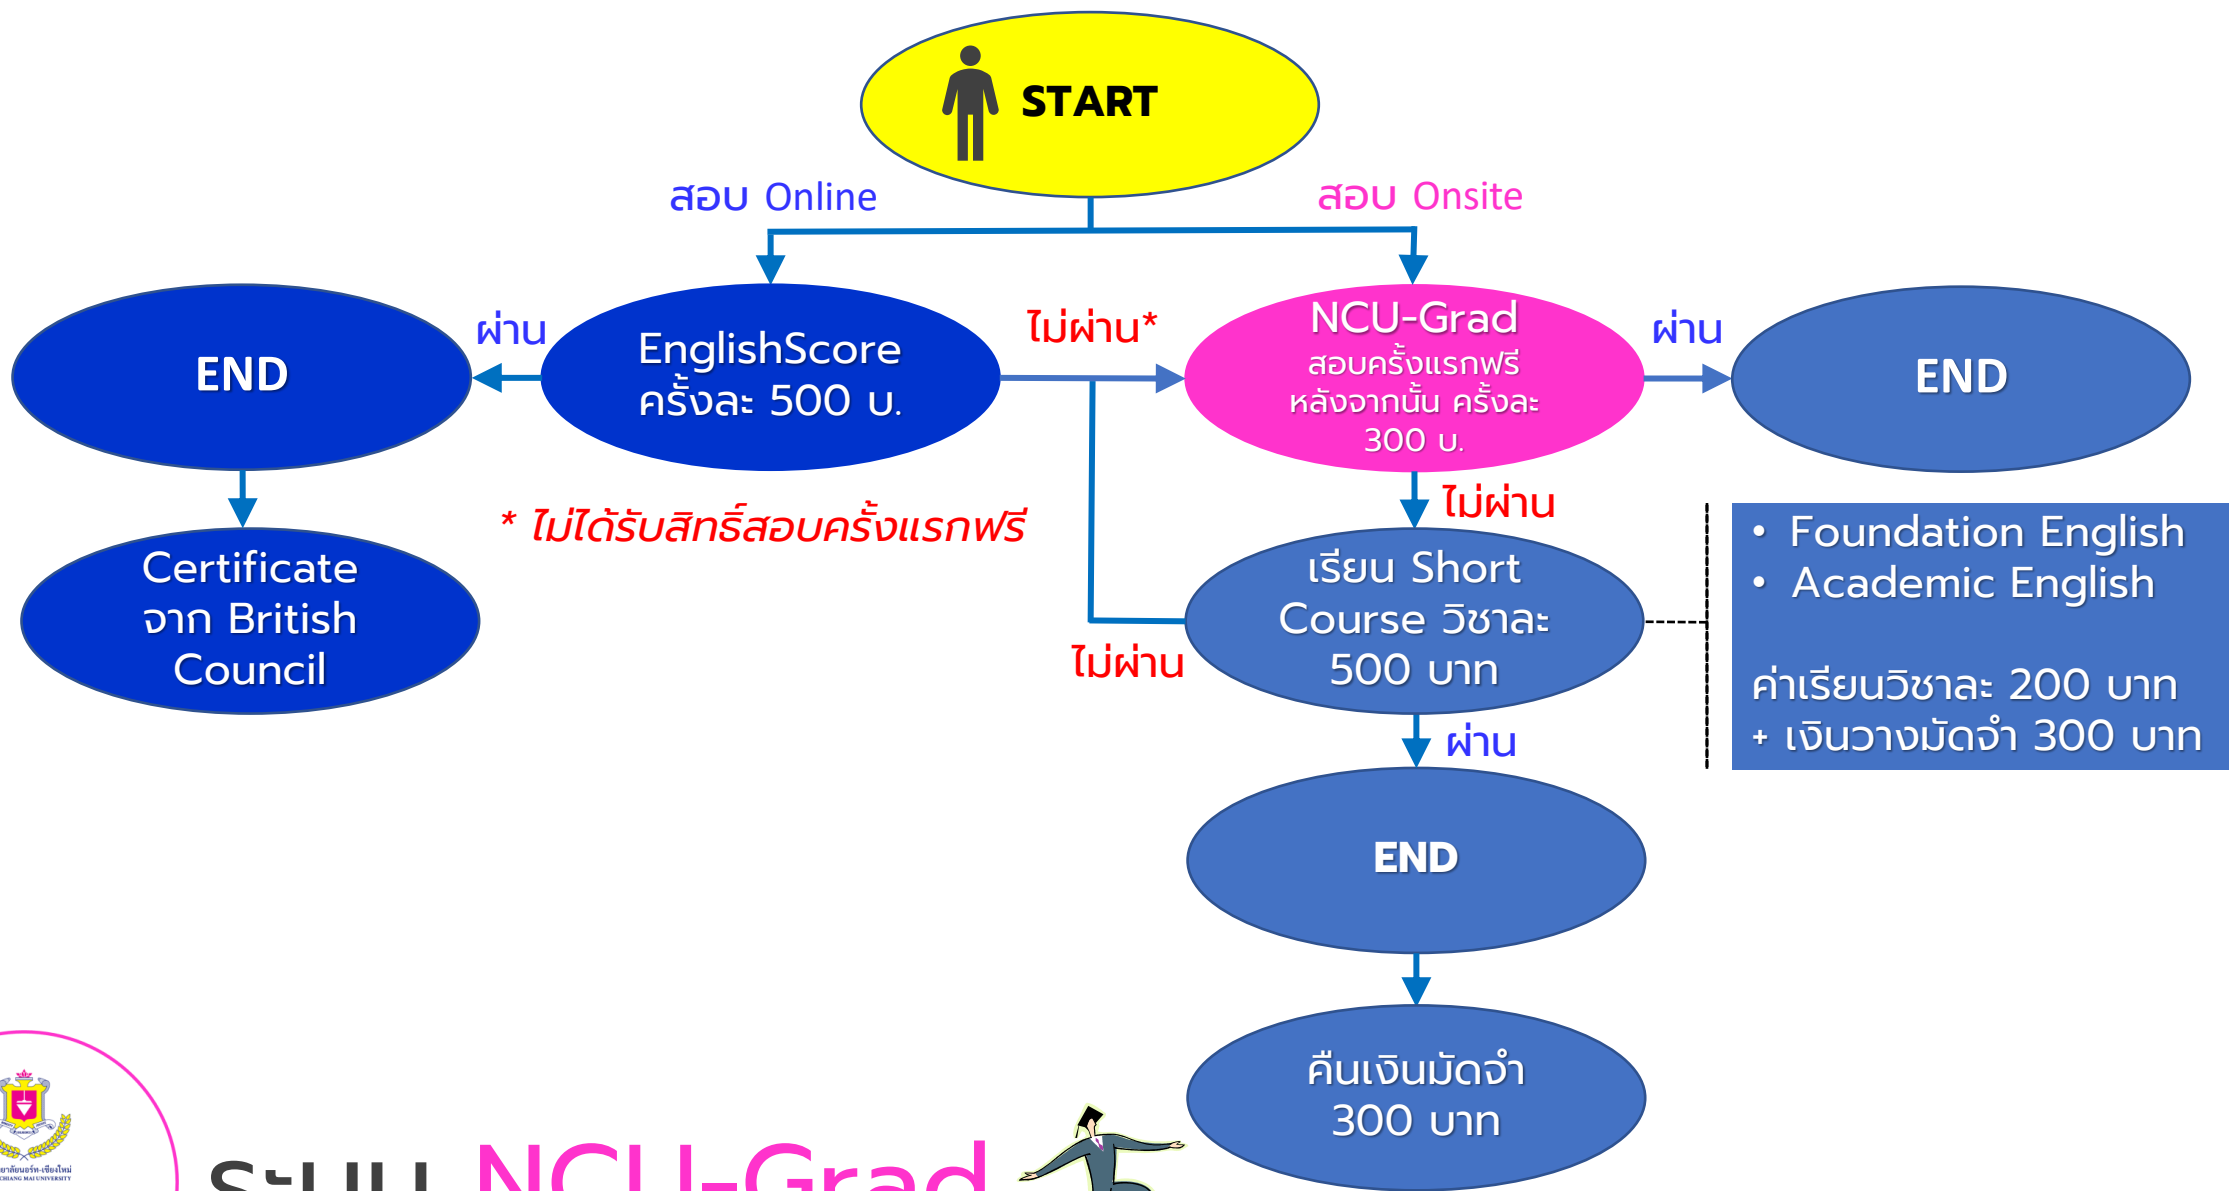 START
สอบ Online
สอบ Onsite
END
ผ่าน
EnglishScore
ครั้งละ 500 บ.
ไม่ผ่าน*
NCU-Grad
สอบครั้งแรกฟรี
หลังจากนั้น ครั้งละ
300 บ.
ผ่าน
END
* ไม่ได้รับสิทธิ์สอบครั้งแรกฟรี
ไม่ผ่าน
Certificate
จาก British
Council
เรียน Short
Course วิชาละ
500 บาท
• Foundation English
• Academic English
ค่าเรียนวิชาละ 200 บาท
+ เงินวางมัดจำ 300 บาท
ไม่ผ่าน
ผ่าน
END
คืนเงินมัดจำ
300 บาท
ระบบ NCU-Grad
CHIANG MAI UNIVERSITY